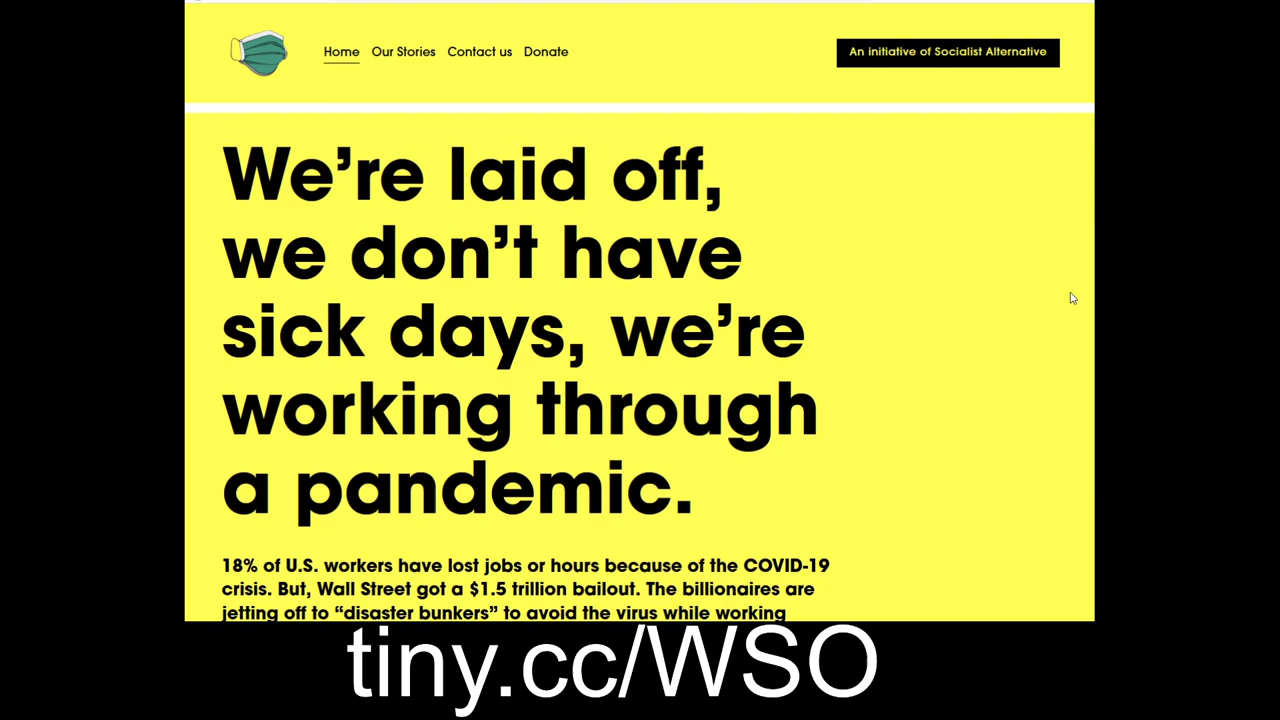 Home Our Stories Contact us Donate
An initiative of Socialist Alternative
We’re laid off,
we don’t have
sick days, we’re
working through
a pandemic.
18% of U.S. workers have lost jobs or hours because of the COVID-19
crisis. But, Wall Street got a $1.5 trillion bailout. The billionaires are
jetting off to “disaster bunkers” to avoid the virus while working
tiny.cc/WSO